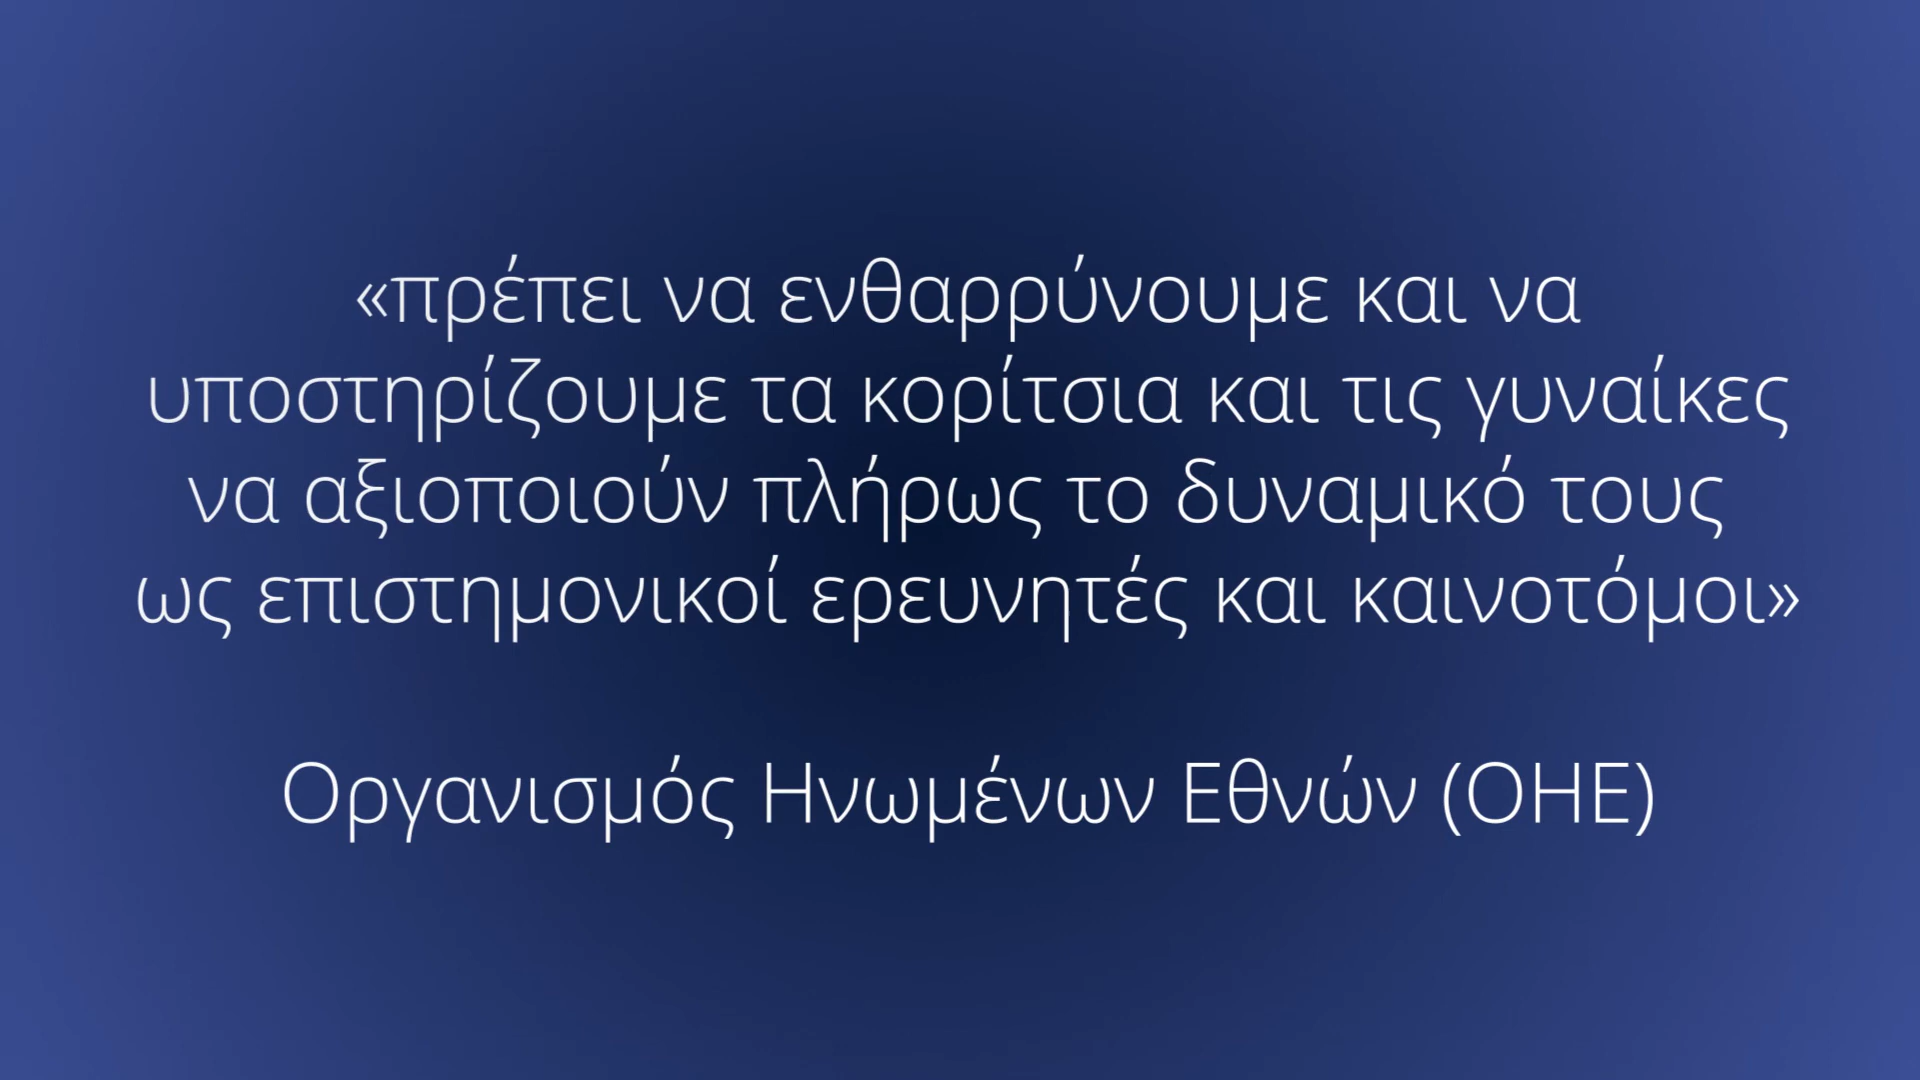 «πρέπει να ενθαρρύνουμε και να
υποστηρίζουμε τα κορίτσια και τις γυναίκες
να αξιοποιούν πλήρως το δυναμικό τους
ως επιστημονικοί ερευνητές και καινοτόμοι»
Οργανισμός Ηνωμένων Εθνών (ΟΗΕ)